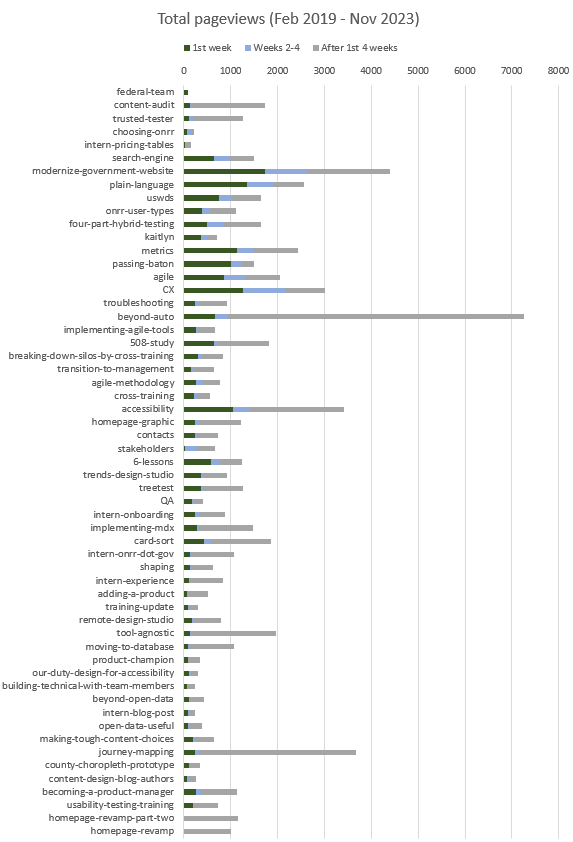 Total pageviews (Feb 2019 - Nov 2023)
1st week Weeks 2-4 After 1st 4 weeks
0 1000 2000 3000 4000 5000 6000 7000 8000
federal-team
content-audit
trusted-tester
choosing-onrr
intern-pricing-tables
search-engine
modernize-government-website
plain-language
uswds
onrr-user-types
four-part-hybrid-testing
kaitlyn
metrics
passing-baton
agile
CX
troubleshooting
beyond-auto
implementing-agile-tools
508-study
breaking-down-silos-by-cross-training
transition-to-management
agile-methodology
cross-training
accessibility
homepage-graphic
contacts
stakeholders
6-lessons
trends-design-studio
treetest
QA
intern-onboarding
implementing-mdx
card-sort
intern-onrr-dot-gov
shaping
intern-experience
adding-a-product
training-update
remote-design-studio
tool-agnostic
moving-to-database
product-champion
our-duty-design-for-accessibility
building-technical-with-team-members
beyond-open-data
intern-blog-post
open-data-useful
making-tough-content-choices
journey-mapping
county-choropleth-prototype
content-design-blog-authors
becoming-a-product-manager
usability-testing-training
homepage-revamp-part-two
homepage-revamp